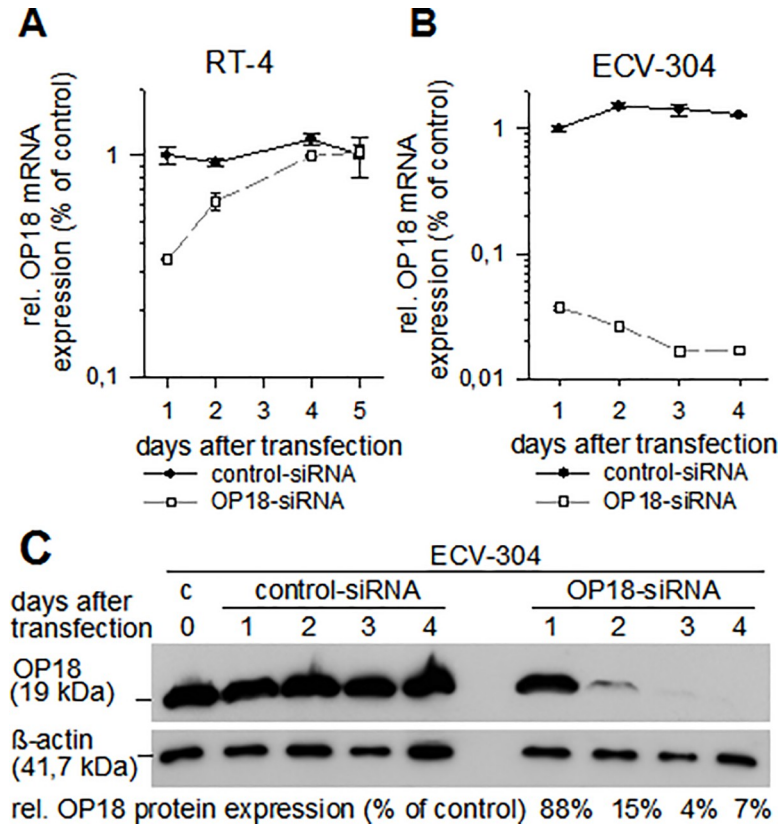 A
RT-4
rel. OP18 mRNA
expression (% of control)
1
0,1
1 2 3 4 5
days after transfection
control-siRNA
OP18-siRNA
B
ECV-304
rel. OP18 mRNA
expression (% of control)
1
0,1
0,01
1 2 3 4
days after transfection
control-siRNA
OP18-siRNA
C
ECV-304
c control-siRNA OP18-siRNA
days after
transfection 0 1 2 3 4 1 2 3 4
OP18
(19 kDa)
ß-actin
(41,7 kDa)
rel. OP18 protein expression (% of control) 88% 15% 4% 7%